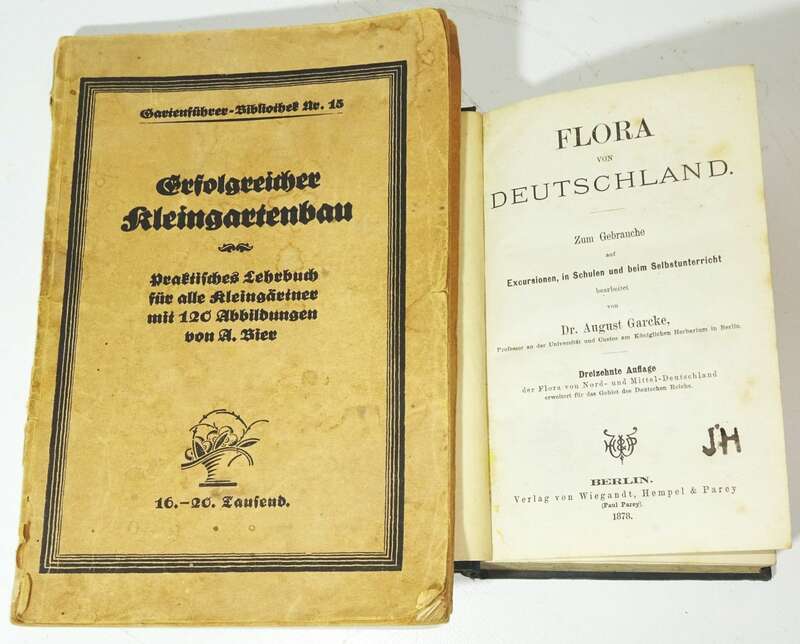 Gartenführer-Bibliothek Nr. 15
Erfolgreicher
Kleingartenbau
Praktisches Lehrbuch
für alle Kleingärtner
mit 120 Abbildungen
von A. Bier
16.–20. Tausend.
FLORA
VON
DEUTSCHLAND.
Zum Gebrauche
auf
Excursionen, in Schulen und beim Selbstunterricht
bearbeitet
von
Dr. August Garcke,
Professor an der Universität und Custos am Königlichen Herbarium in Berlin.
Dreizehnte Auflage
der Flora von Nord- und Mittel-Deutschland
erweitert für das Gebiet des Deutschen Reichs.
JH
BERLIN.
Verlag von Wiegandt, Hempel & Parey
(Paul Parey).
1878.